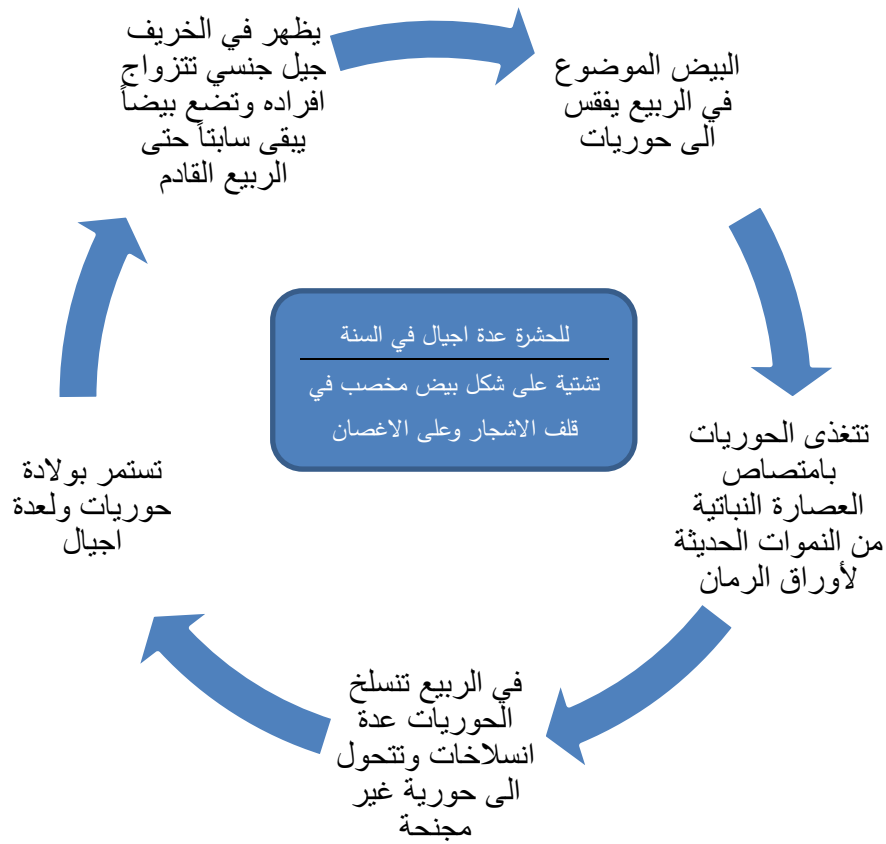 يظهر في الخريف
جيل جنسي تتزواج
افراده وتضع بيضاً
يبقى سابتاً حتى
الربيع القادم
البيض الموضوع
في الربيع يفقس
الى حوريات
تتغذى الحوريات
بامتصاص
العصارة النباتية
من النموات الحديثة
لأوراق الرمان
في الربيع تنسلخ
الحوريات عدة
انسلاخات وتتحول
الى حورية غير
مجنحة
تستمر بولادة
حوريات ولعدة
اجيال
للحشرة عدة اجيال في السنة
تشتية على شكل بيض مخصب في
قلف الاشجار وعلى الاغصان